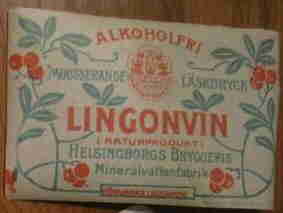 ALKOHOLFRI
MOUSSERANDE LÄSKDRYCK
LINGONVIN
(NATURPRODUKT)
HELSINGBORGS BRYGGERIS
Mineralvattenfabrik